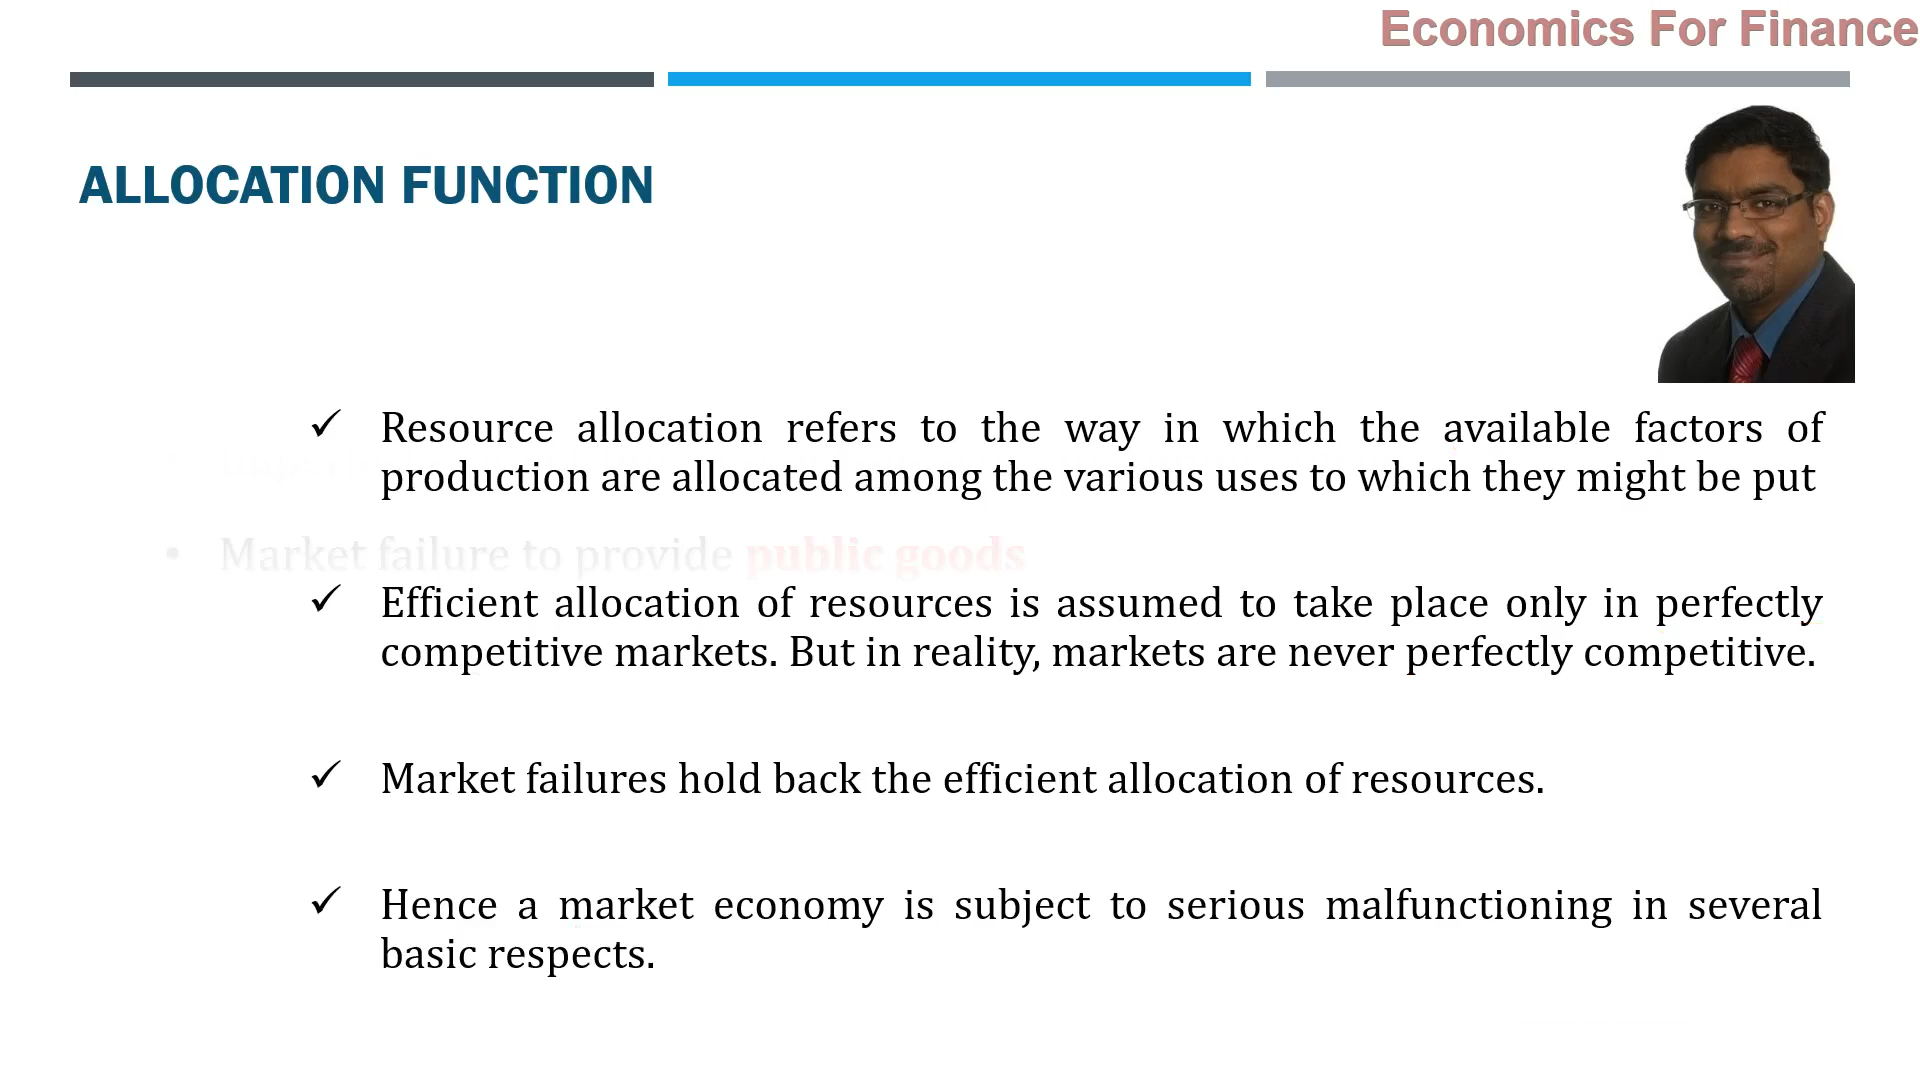 Economics For Finance
ALLOCATION FUNCTION
✓ Resource allocation refers to the way in which the available factors of
production are allocated among the various uses to which they might be put
• Market failure to provide public goods
✓ Efficient allocation of resources is assumed to take place only in perfectly
competitive markets. But in reality, markets are never perfectly competitive.
✓ Market failures hold back the efficient allocation of resources.
✓ Hence a market economy is subject to serious malfunctioning in several
basic respects.